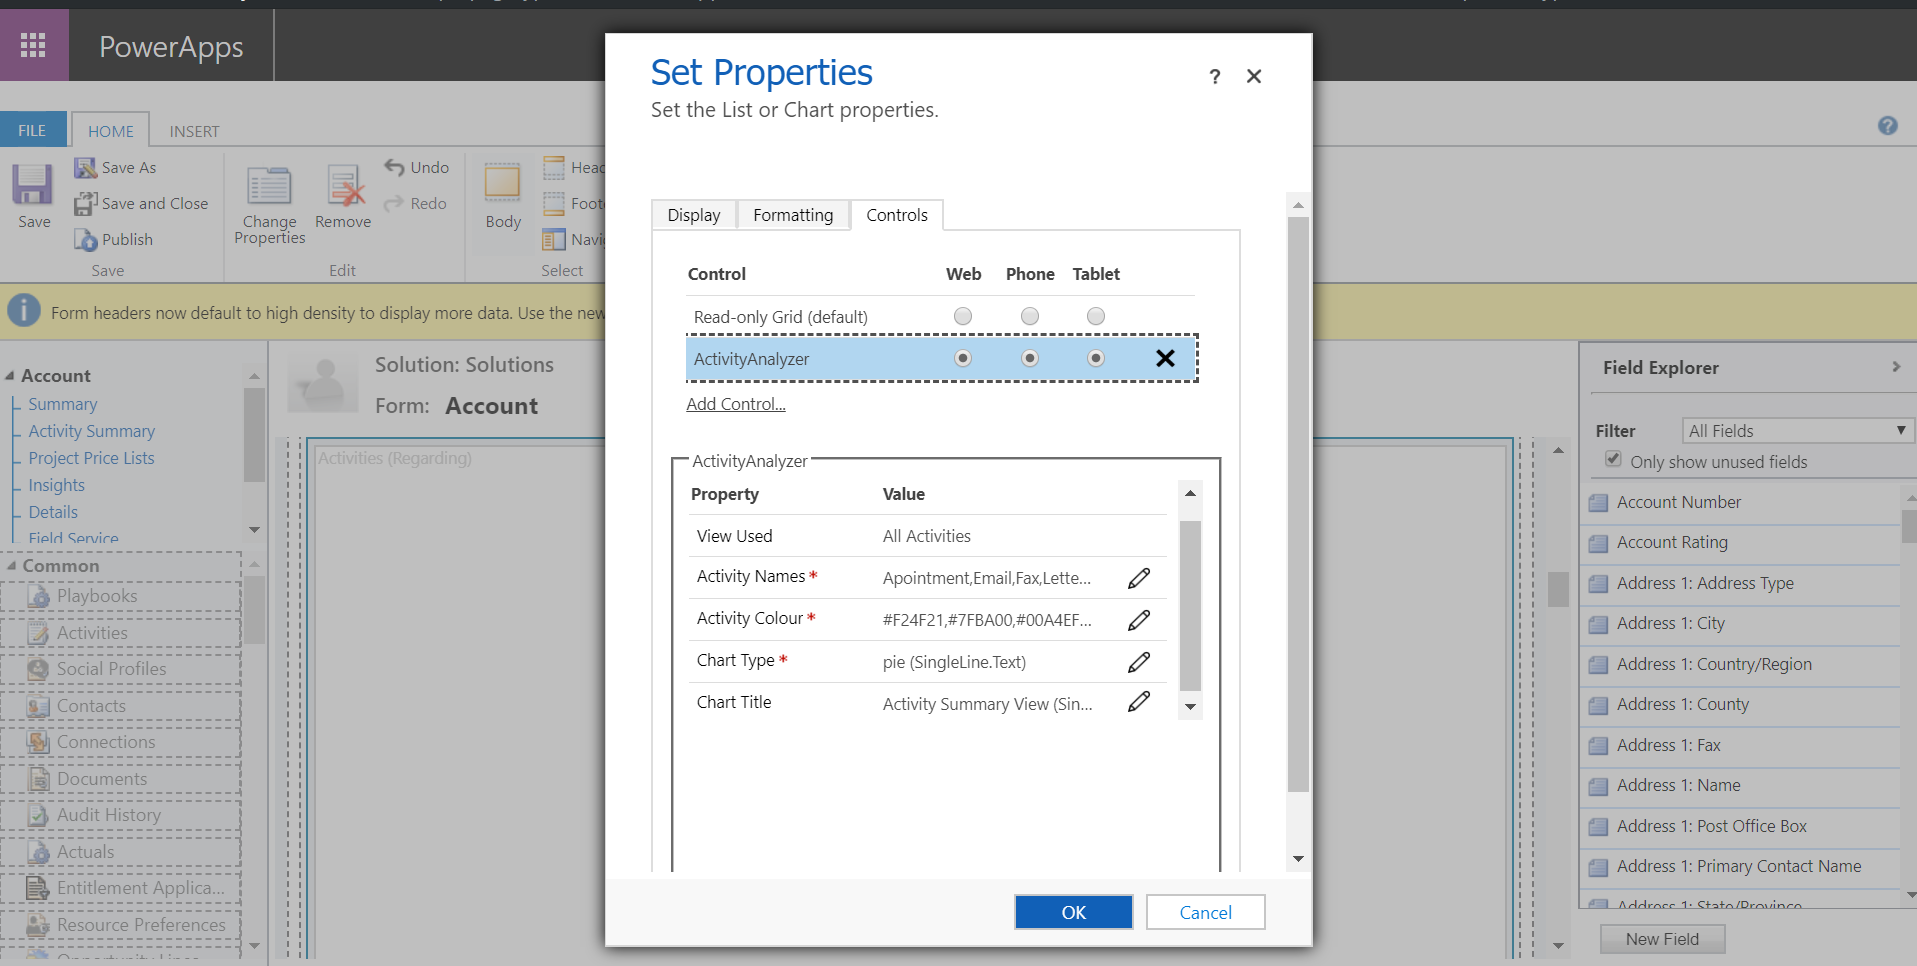 PowerApps
FILE
HOME
INSERT
Save
Save As
Save and Close
Publish
Save
Change
Properties
Remove
Undo
Redo
Edit
Body
Select
Form headers now default to high density to display more data. Use the new
Account
Summary
Activity Summary
Project Price Lists
Insights
Details
Field Service
Common
Playbooks
Activities
Social Profiles
Contacts
Connections
Documents
Audit History
Actuals
Entitlement Applica...
Resource Preferences
Solution: Solutions
Form: Account
Activities (Regarding)
Set Properties
? 
Set the List or Chart properties.
Display Formatting Controls
Control Web Phone Tablet
Read-only Grid (default)
ActivityAnalyzer
Add Control...
ActivityAnalyzer
Property Value
View Used All Activities
Activity Names * Apointment,Email,Fax,Lette...
Activity Colour * #F24F21,#7FBA00,#00A4EF...
Chart Type * pie (SingleLine.Text)
Chart Title Activity Summary View (Sin...
OK Cancel
?
Field Explorer
Filter All Fields
Only show unused fields
Account Number
Account Rating
Address 1: Address Type
Address 1: City
Address 1: Country/Region
Address 1: County
Address 1: Fax
Address 1: Name
Address 1: Post Office Box
Address 1: Primary Contact Name
Address 1: State/Province
New Field